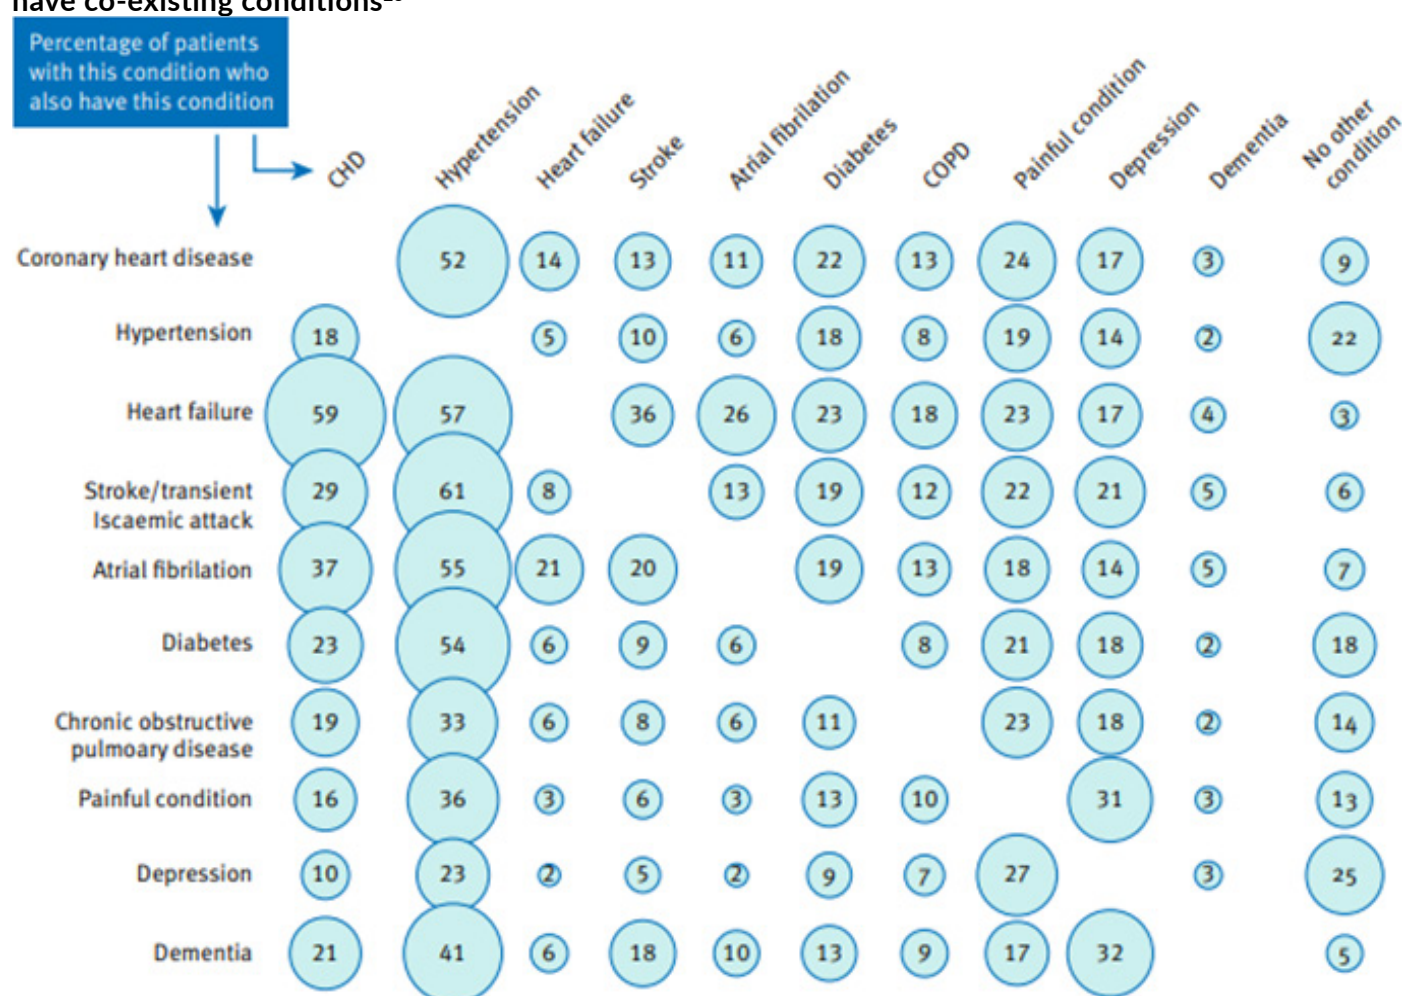 have co-existing conditions
Percentage of patients
with this condition who
also have this condition
CHD
Hypertension
Heart failure
Stroke
Atrial fibrilation
Diabetes
COPD
Painful condition
Depression
Dementia
No other
condition
Coronary heart disease 52 14 13 11 22 13 24 17 3 9
Hypertension 18 5 10 6 18 8 19 14 2 22
Heart failure 59 57 36 26 23 18 23 17 4 3
Stroke/transient
Iscaemic attack 29 61 8 13 19 12 22 21 5 6
Atrial fibrilation 37 55 21 20 19 13 18 14 5 7
Diabetes 23 54 6 9 6 8 21 18 2 18
Chronic obstructive
pulmoary disease 19 33 6 8 6 11 23 18 2 14
Painful condition 16 36 3 6 3 13 10 31 3 13
Depression 10 23 2 5 2 9 7 27 3 25
Dementia 21 41 6 18 10 13 9 17 32 5